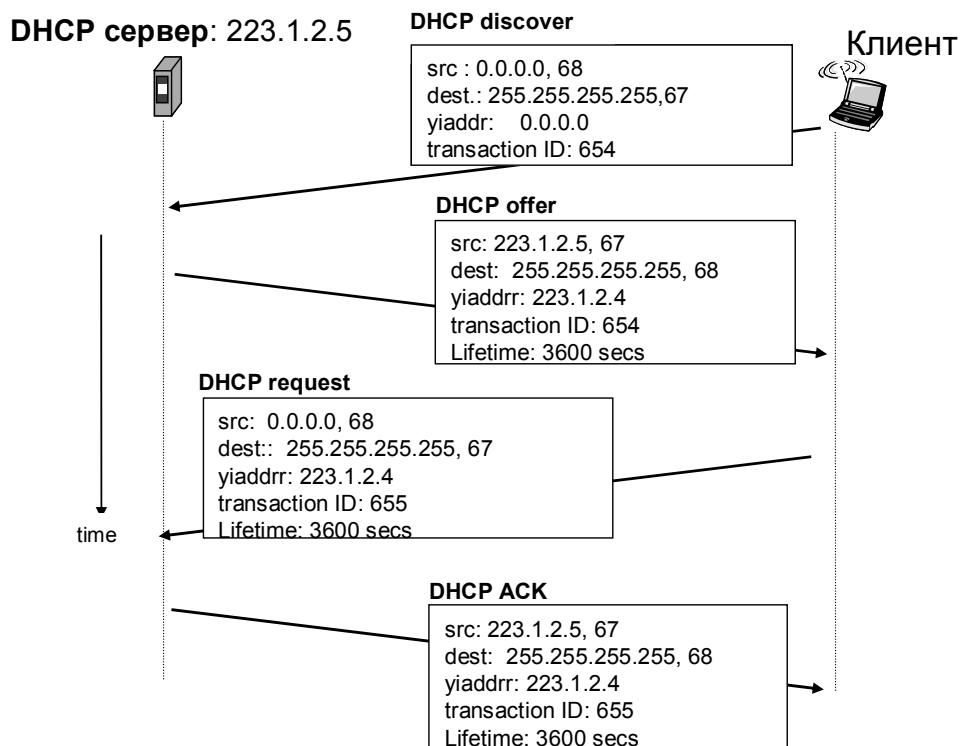 DHCP сервер: 223.1.2.5
DHCP discover
Клиент
src : 0.0.0.0, 68
dest.: 255.255.255.255,67
yiaddr: 0.0.0.0
transaction ID: 654
DHCP offer
src: 223.1.2.5, 67
dest: 255.255.255.255, 68
yiaddrr: 223.1.2.4
transaction ID: 654
Lifetime: 3600 secs
DHCP request
src: 0.0.0.0, 68
dest:: 255.255.255.255, 67
yiaddrr: 223.1.2.4
transaction ID: 655
Lifetime: 3600 secs
time
DHCP ACK
src: 223.1.2.5, 67
dest: 255.255.255.255, 68
yiaddrr: 223.1.2.4
transaction ID: 655
Lifetime: 3600 secs